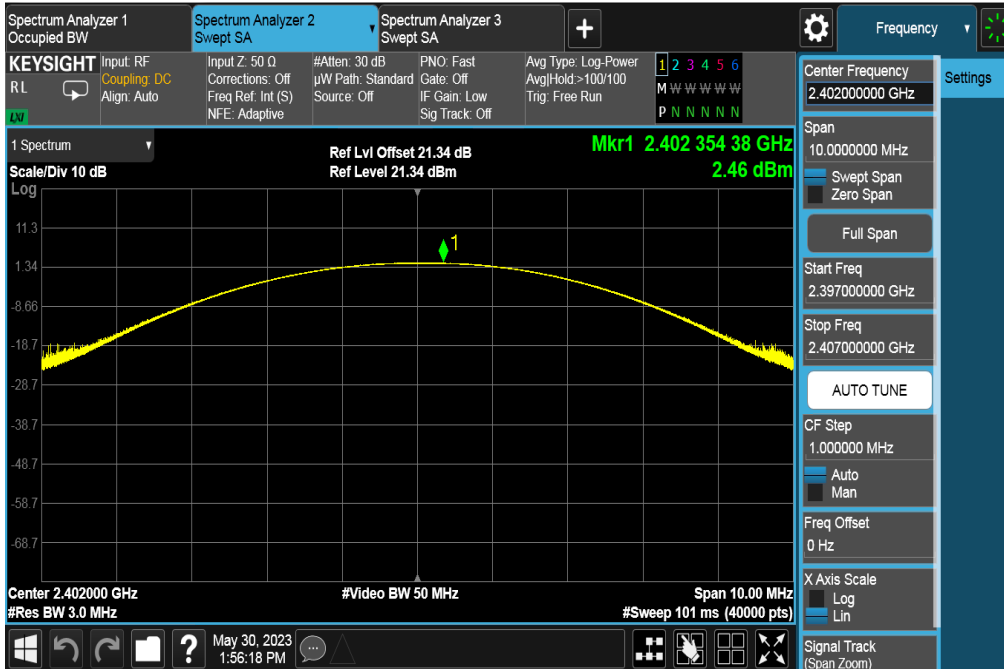 Spectrum Analyzer 1
Occupied BW
Spectrum Analyzer 2
Swept SA
Spectrum Analyzer 3
Swept SA
Frequency
KEYSIGHT
RL
LXI
Input: RF
Coupling: DC
Align: Auto
Input Z: 50 Ω
Corrections: Off
Freq Ref: Int (S)
NFE: Adaptive
#Atten: 30 dB
µW Path: Standard
Source: Off
PNO: Fast
Gate: Off
IF Gain: Low
Sig Track: Off
Avg Type: Log-Power
Avg|Hold:>100/100
Trig: Free Run
1 2 3 4 5 6
M W W W W W
P N N N N N
Center Frequency
2.402000000 GHz
Settings
Span
10.0000000 MHz
Swept Span
Zero Span
Full Span
Start Freq
2.397000000 GHz
Stop Freq
2.407000000 GHz
AUTO TUNE
CF Step
1.000000 MHz
Auto
Man
Freq Offset
0 Hz
X Axis Scale
Log
Lin
Signal Track
(Span Zoom)
1 Spectrum
Scale/Div 10 dB
Log
Ref Lvl Offset 21.34 dB
Ref Level 21.34 dBm
Mkr1 2.402 354 38 GHz
2.46 dBm
1
11.3
1.34
-8.66
-18.7
-28.7
-38.7
-48.7
-58.7
-68.7
Center 2.402000 GHz
#Res BW 3.0 MHz
#Video BW 50 MHz
Span 10.00 MHz
#Sweep 101 ms (40000 pts)
May 30, 2023
1:56:18 PM